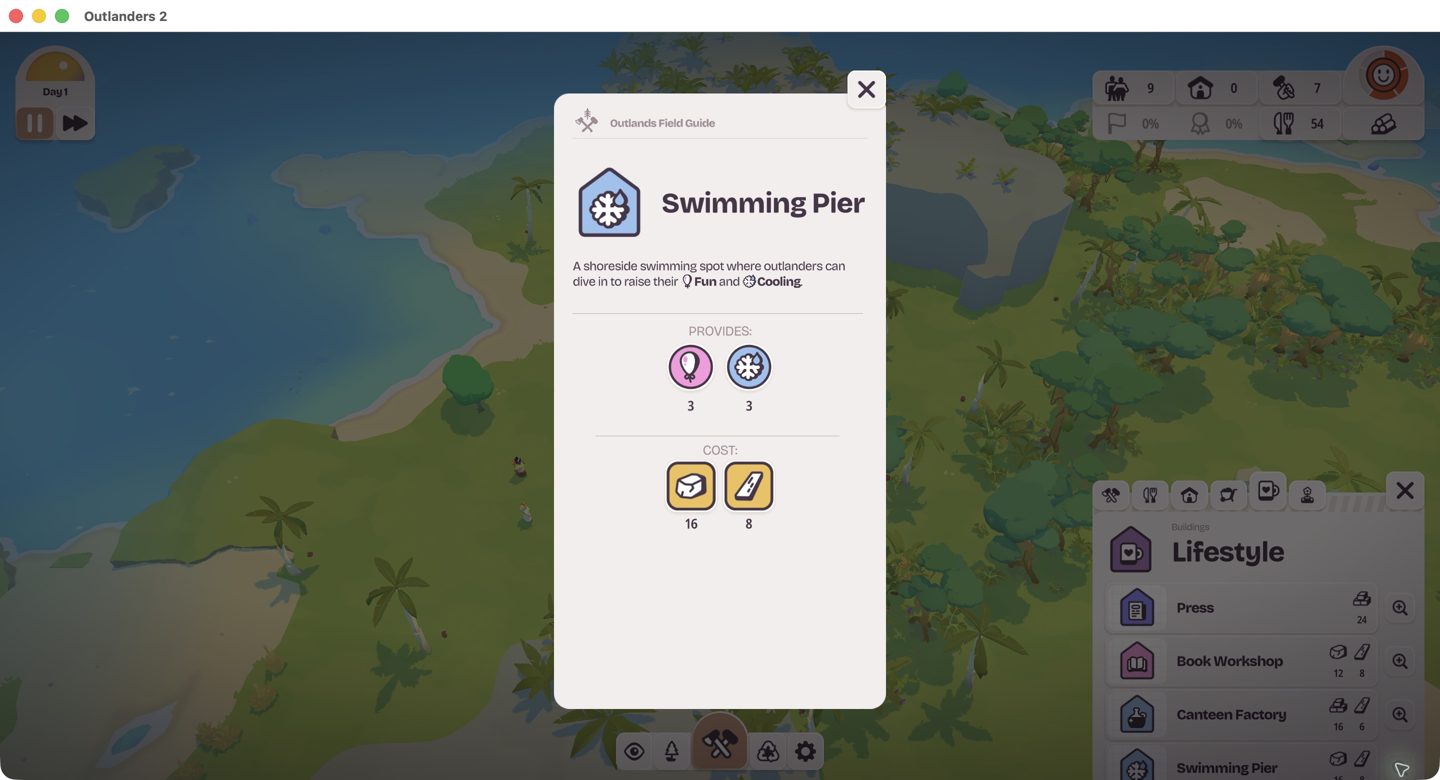 Outlanders 2
Day 1
9
0
7
0%
0%
54
Outlands Field Guide
Swimming Pier
A shoreside swimming spot where outlanders can
dive in to raise their Fun and Cooling.
PROVIDES:
3 3
COST:
16 8
Buildings
Lifestyle
Press
24
Book Workshop
12 8
Canteen Factory
16 6
Swimming Pier